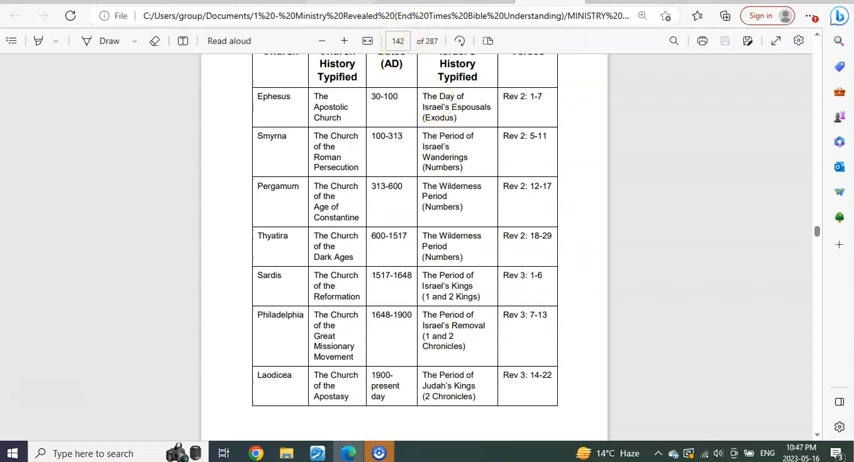 File C:/Users/group/Documents/1%20-%20Ministry%20Revealed%20(End%20Times%20Bible%20Understanding)/MINISTRY%...
Sign in
Draw
Read aloud
142 of 287
History Typified
(AD)
History Typified
Ephesus
The Apostolic Church
30-100
The Day of Israel's Espousals (Exodus)
Rev 2: 1-7
Smyrna
The Church of the Roman Persecution
100-313
The Period of Israel's Wanderings (Numbers)
Rev 2: 5-11
Pergamum
The Church of the Age of Constantine
313-600
The Wilderness Period (Numbers)
Rev 2: 12-17
Thyatira
The Church of the Dark Ages
600-1517
The Wilderness Period (Numbers)
Rev 2: 18-29
Sardis
The Church of the Reformation
1517-1648
The Period of Israel's Kings (1 and 2 Kings)
Rev 3: 1-6
Philadelphia
The Church of the Great Missionary Movement
1648-1900
The Period of Israel's Removal (1 and 2 Chronicles)
Rev 3: 7-13
Laodicea
The Church of the Apostasy
1900-present day
The Period of Judah's Kings (2 Chronicles)
Rev 3: 14-22
Type here to search
14°C Haze
ENG
10:47 PM
2023-05-16